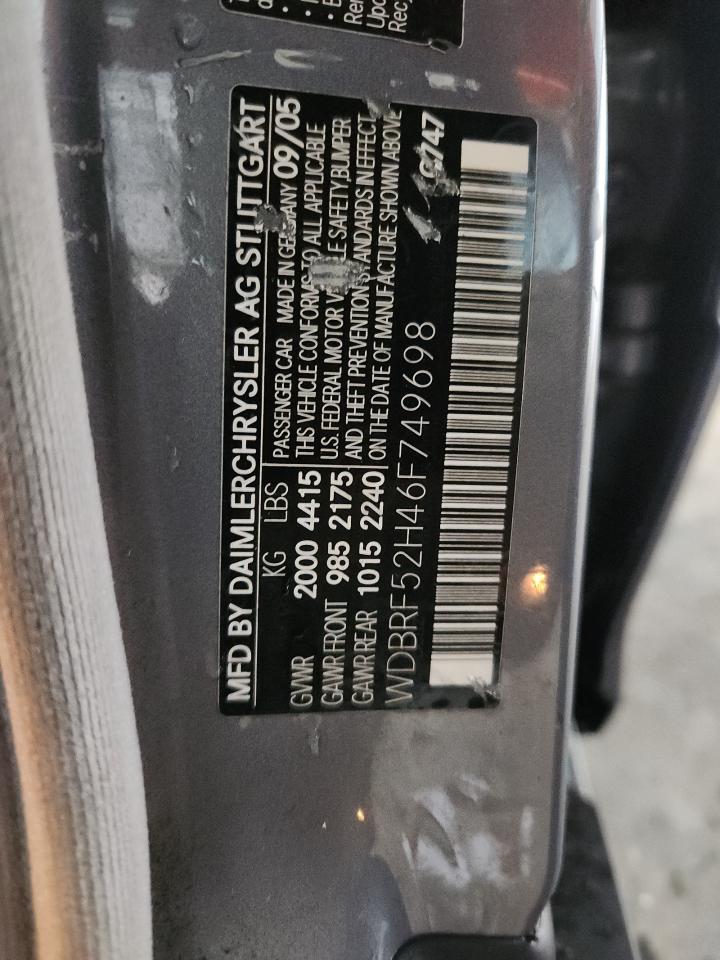 MFD BY DAIMLERCHRYSLER AG STUTTGART
KG LBS
GVWR 2000 4415
GAWR FRONT 985 2175
GAWR REAR 1015 2240
PASSENGER CAR MADE IN GERMANY 09/05
THIS VEHICLE CONFORMS TO ALL APPLICABLE
U.S. FEDERAL MOTOR VEHICLE SAFETY, BUMPER
AND THEFT PREVENTION STANDARDS IN EFFECT
ON THE DATE OF MANUFACTURE SHOWN ABOVE
WDBRF52H46F749698